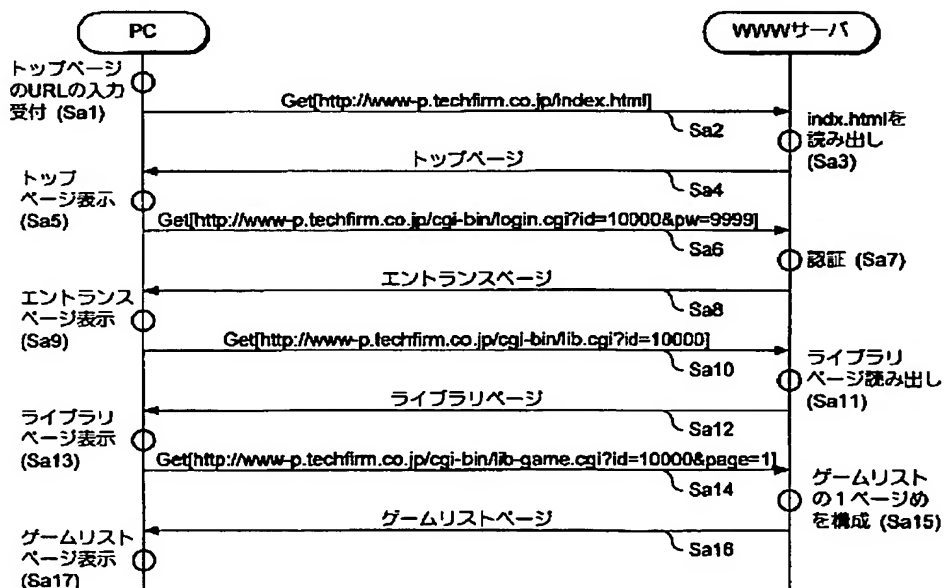 PC
WWWサーバ
トップページ
のURLの入力
受付 (Sa1)
Get[http://www-p.techfirm.co.jp/index.html]
Sa2
indx.htmlを
読み出し
(Sa3)
トップページ
Sa4
トップ
ページ表示
(Sa5)
Get[http://www-p.techfirm.co.jp/cgi-bin/login.cgi?id=10000&pw=9999]
Sa6
認証 (Sa7)
エントランスページ
Sa8
エントランス
ページ表示
(Sa9)
Get[http://www-p.techfirm.co.jp/cgi-bin/lib.cgi?id=10000]
Sa10
ライブラリ
ページ読み出し
(Sa11)
ライブラリページ
Sa12
ライブラリ
ページ表示
(Sa13)
Get[http://www-p.techfirm.co.jp/cgi-bin/lib-game.cgi?id=10000&page=1]
Sa14
ゲームリスト
の1ページめ
を構成 (Sa15)
ゲームリストページ
Sa16
ゲームリスト
ページ表示
(Sa17)